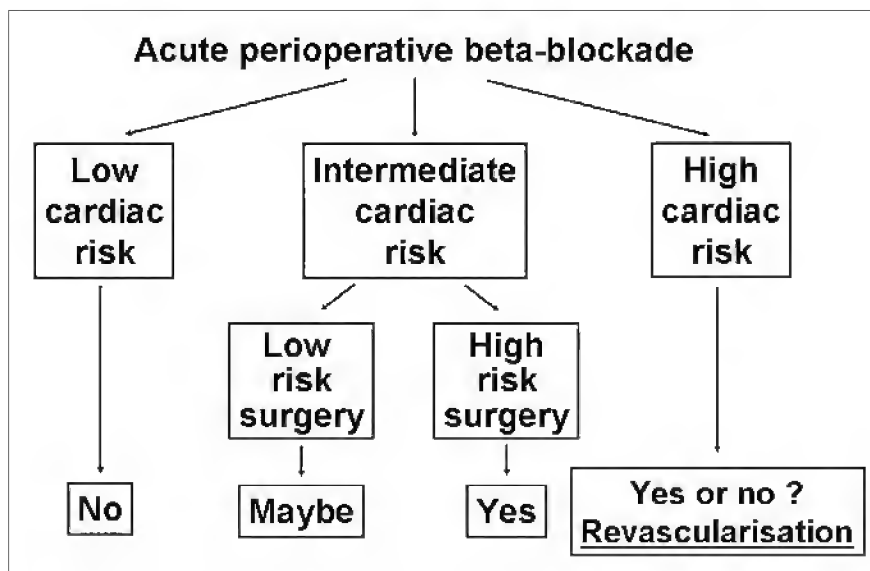 Acute perioperative beta-blockade
Low
cardiac
risk
Intermediate
cardiac
risk
High
cardiac
risk
Low
risk
surgery
High
risk
surgery
No
Maybe
Yes
Yes or no ?
Revascularisation